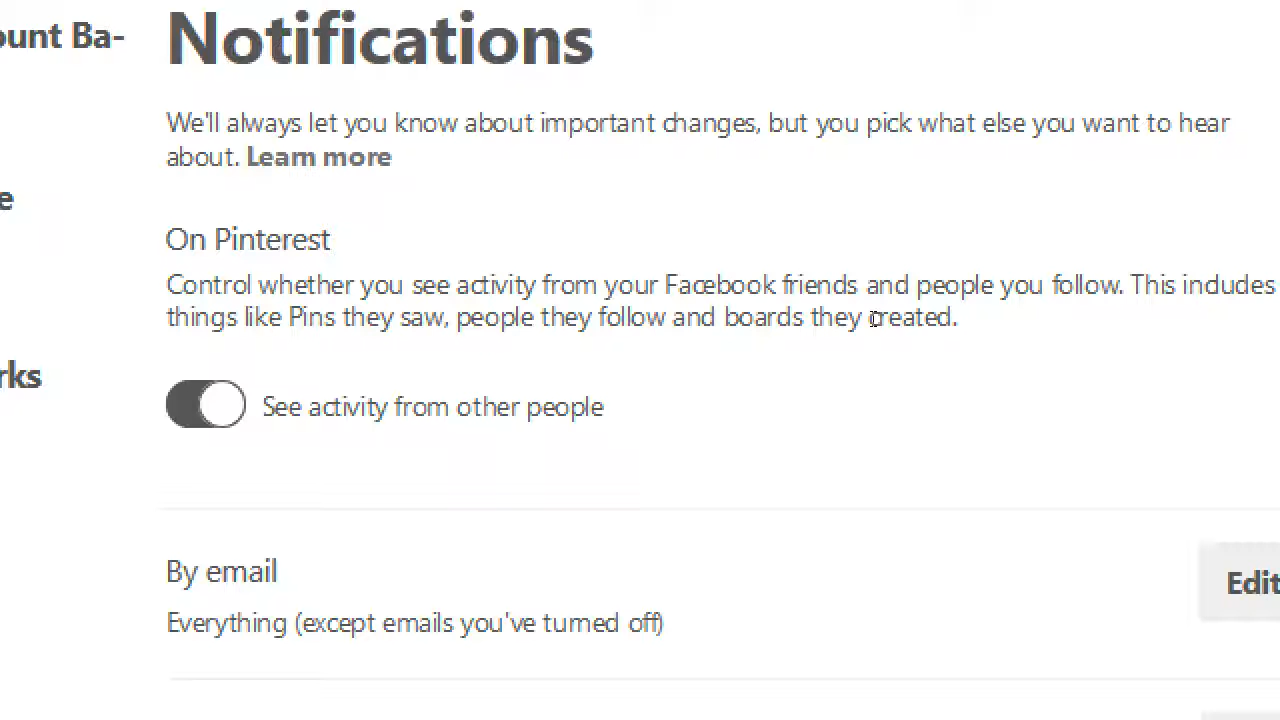 ount Ba-
Notifications
We'll always let you know about important changes, but you pick what else you want to hear
about. Learn more
e
On Pinterest
Control whether you see activity from your Facebook friends and people you follow. This includes
things like Pins they saw, people they follow and boards they created.
rks
See activity from other people
By email
Edit
Everything (except emails you've turned off)